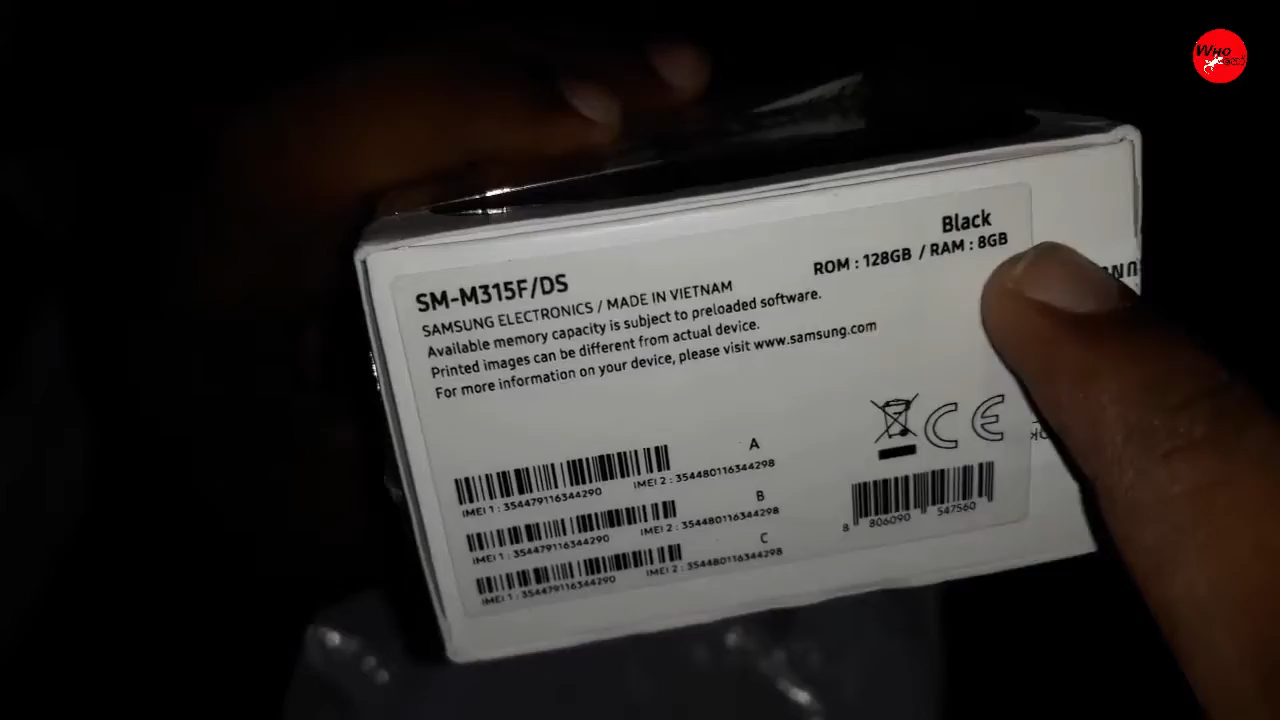 WHO
Black
ROM : 128GB / RAM : 8GB
SM-M315F/DS
SAMSUNG ELECTRONICS / MADE IN VIETNAM
Available memory capacity is subject to preloaded software.
Printed images can be different from actual device.
For more information on your device, please visit www.samsung.com
A
IMEI 1 : 354479116344290 IMEI 2 : 354480116344298
B
IMEI 1 : 354479116344290 IMEI 2 : 354480116344298
C
IMEI 1 : 354479116344290 IMEI 2 : 354480116344298
CE
8 806090 547560